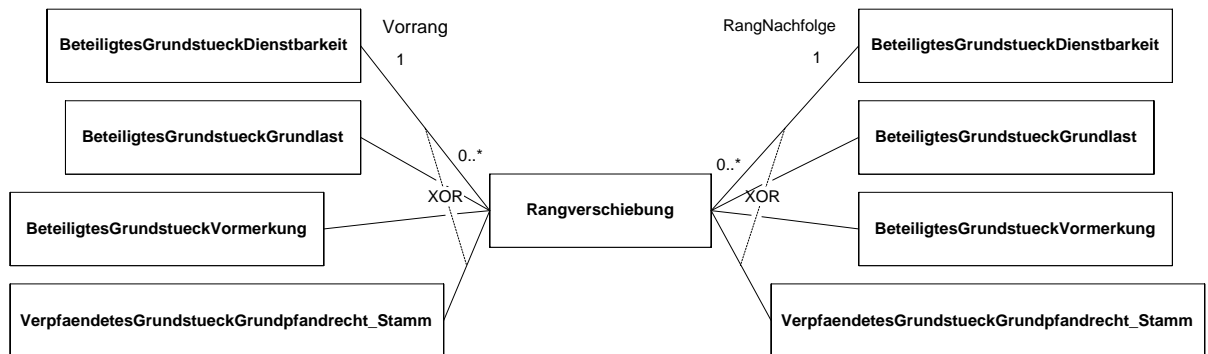 Vorrang
RangNachfolge
BeteiligtesGrundstueckDienstbarkeit
1
1
BeteiligtesGrundstueckDienstbarkeit
BeteiligtesGrundstueckGrundlast
BeteiligtesGrundstueckGrundlast
0..*
0..*
XOR
XOR
Rangverschiebung
BeteiligtesGrundstueckVormerkung
BeteiligtesGrundstueckVormerkung
VerpfaendetesGrundstueckGrundpfandrecht_Stamm
VerpfaendetesGrundstueckGrundpfandrecht_Stamm